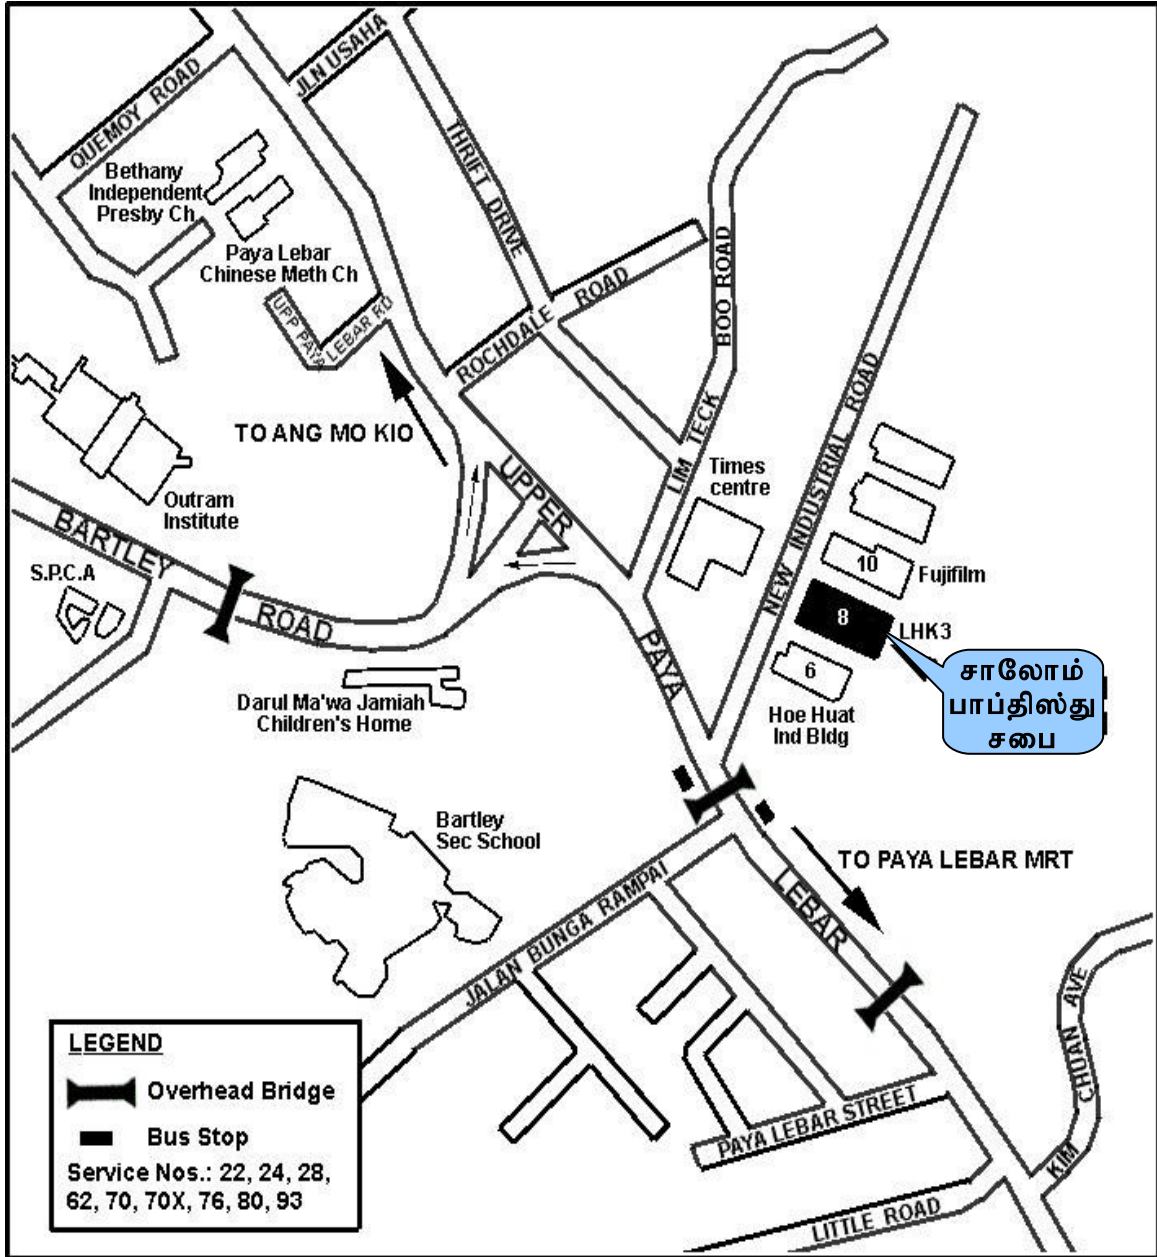 QUEMOY ROAD
JLN USAHA
THRIFT DRIVE
Bethany
Independent
Presby Ch
Paya Lebar
Chinese Meth Ch
UPP PAYA
LEBAR RD
ROCHDALE ROAD
BOO ROAD
LIM TECK
NEW INDUSTRIAL ROAD
TO ANG MO KIO
UPPER
Times
centre
Outram
Institute
BARTLEY
ROAD
S.P.C.A
10
Fujifilm
8
LHK3
6
Hoe Huat
Ind Bldg
சாலோம்
பாப்திஸ்து
சபை
PAYA
Darul Ma'wa Jamiah
Children's Home
Bartley
Sec School
TO PAYA LEBAR MRT
LEBAR
JALAN BUNGA RAMPAI
KIM CHUAN AVE
PAYA LEBAR STREET
LITTLE ROAD
LEGEND
Overhead Bridge
Bus Stop
Service Nos.: 22, 24, 28,
62, 70, 70X, 76, 80, 93